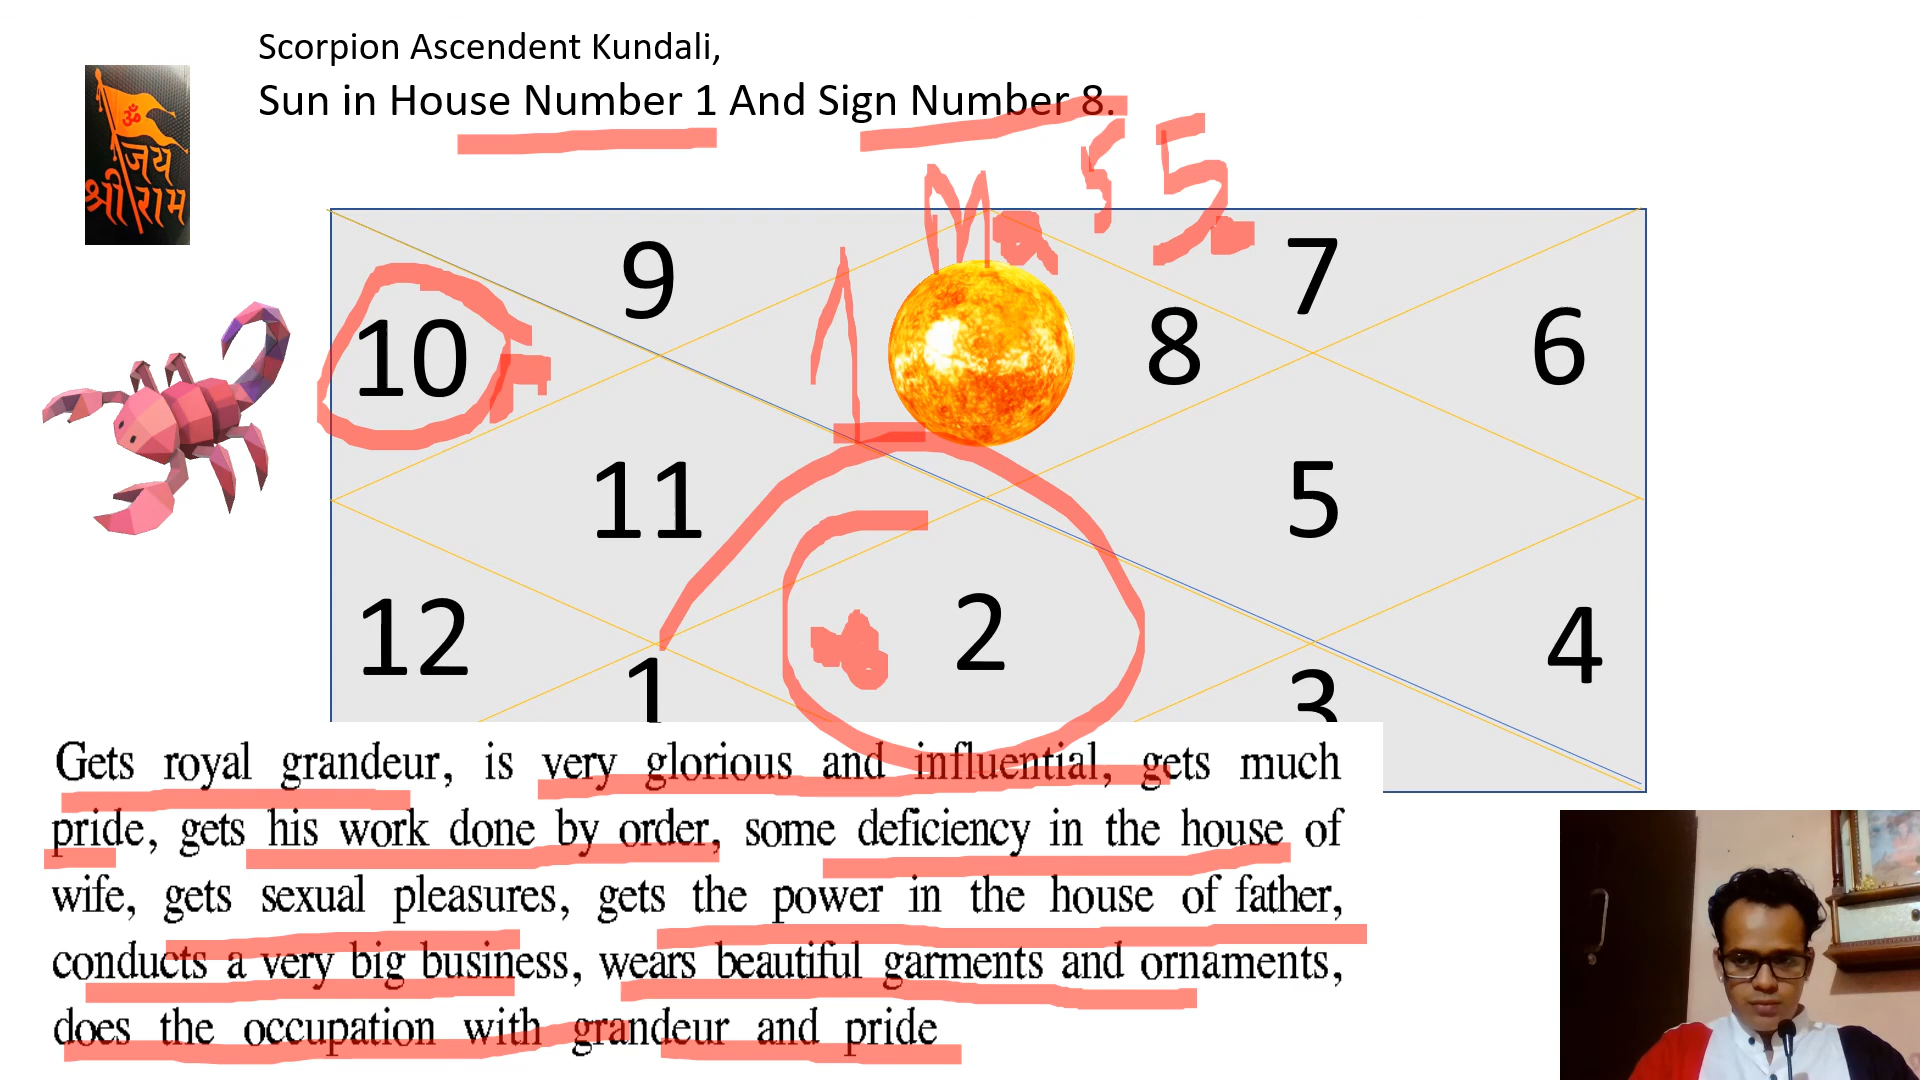 Scorpion Ascendent Kundali,
Sun in House Number 1 And Sign Number 8.
ॐ
जय
श्री राम
Ma 5 5
9
7
10
1
8
6
11
5
12
2
4
1
3
Gets royal grandeur, is very glorious and influential, gets much
pride, gets his work done by order, some deficiency in the house of
wife, gets sexual pleasures, gets the power in the house of father,
conducts a very big business, wears beautiful garments and ornaments,
does the occupation with grandeur and pride